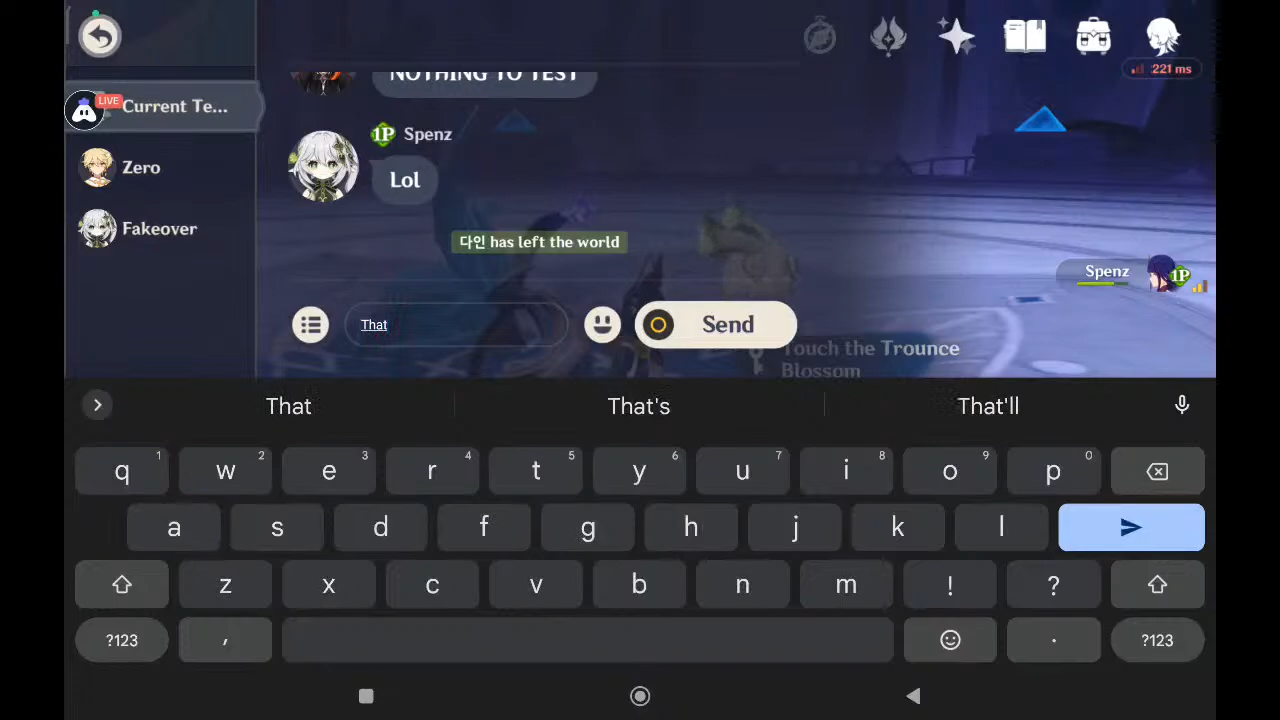 NOTHING TO TEST
LIVE
Current Te...
1P Spenz
Lol
Zero
Fakeover
다인 has left the world
221 ms
Spenz 1P
That
Send
Touch the Trounce
Blossom
That That's That'll
q 1 w 2 e 3 r 4 t 5 y 6 u 7 i 8 o 9 p 0
a s d f g h j k l
z x c v b n m ! ?
?123 , . ?123